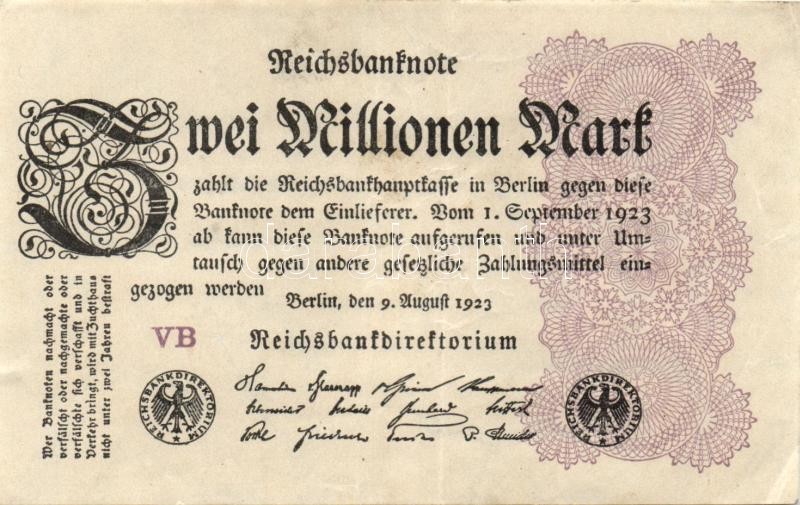 Reichsbanknote
Zwei Millionen Mark
zahlt die Reichsbankhauptkasse in Berlin gegen diese
Banknote dem Einlieferer. Vom 1. September 1923
ab kann diese Banknote aufgerufen und unter Um-
tausch gegen andere gesetzliche Zahlungsmittel ein-
gezogen werden
Berlin, den 9. August 1923
VB
Reichsbankdirektorium
Wer Banknoten nachmacht oder
verfälscht oder nachgemachte oder
verfälschte sich verschafft und in
Verkehr bringt, wird mit Zuchthaus
nicht unter zwei Jahren bestraft
REICHSBANKDIREKTORIUM
REICHSBANKDIREKTORIUM